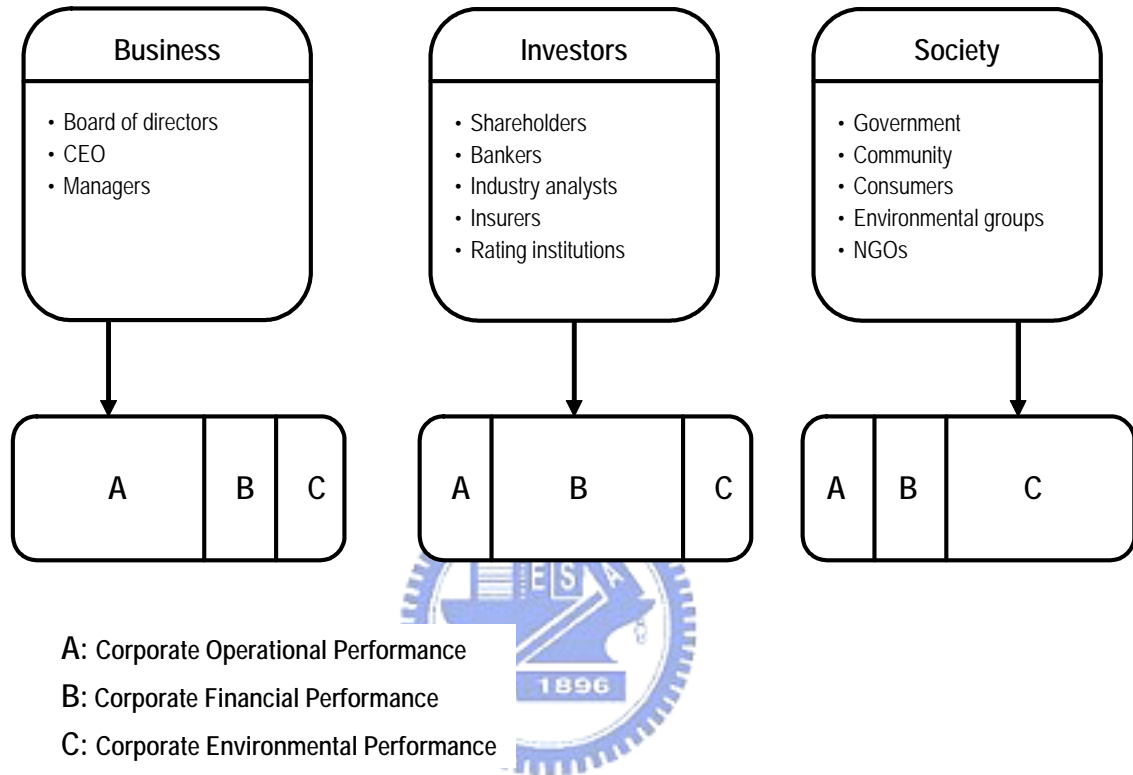 Business
• Board of directors
• CEO
• Managers
Investors
• Shareholders
• Bankers
• Industry analysts
• Insurers
• Rating institutions
Society
• Government
• Community
• Consumers
• Environmental groups
• NGOs
A B C
A B C
A B C
E S A
1896
A: Corporate Operational Performance
B: Corporate Financial Performance
C: Corporate Environmental Performance